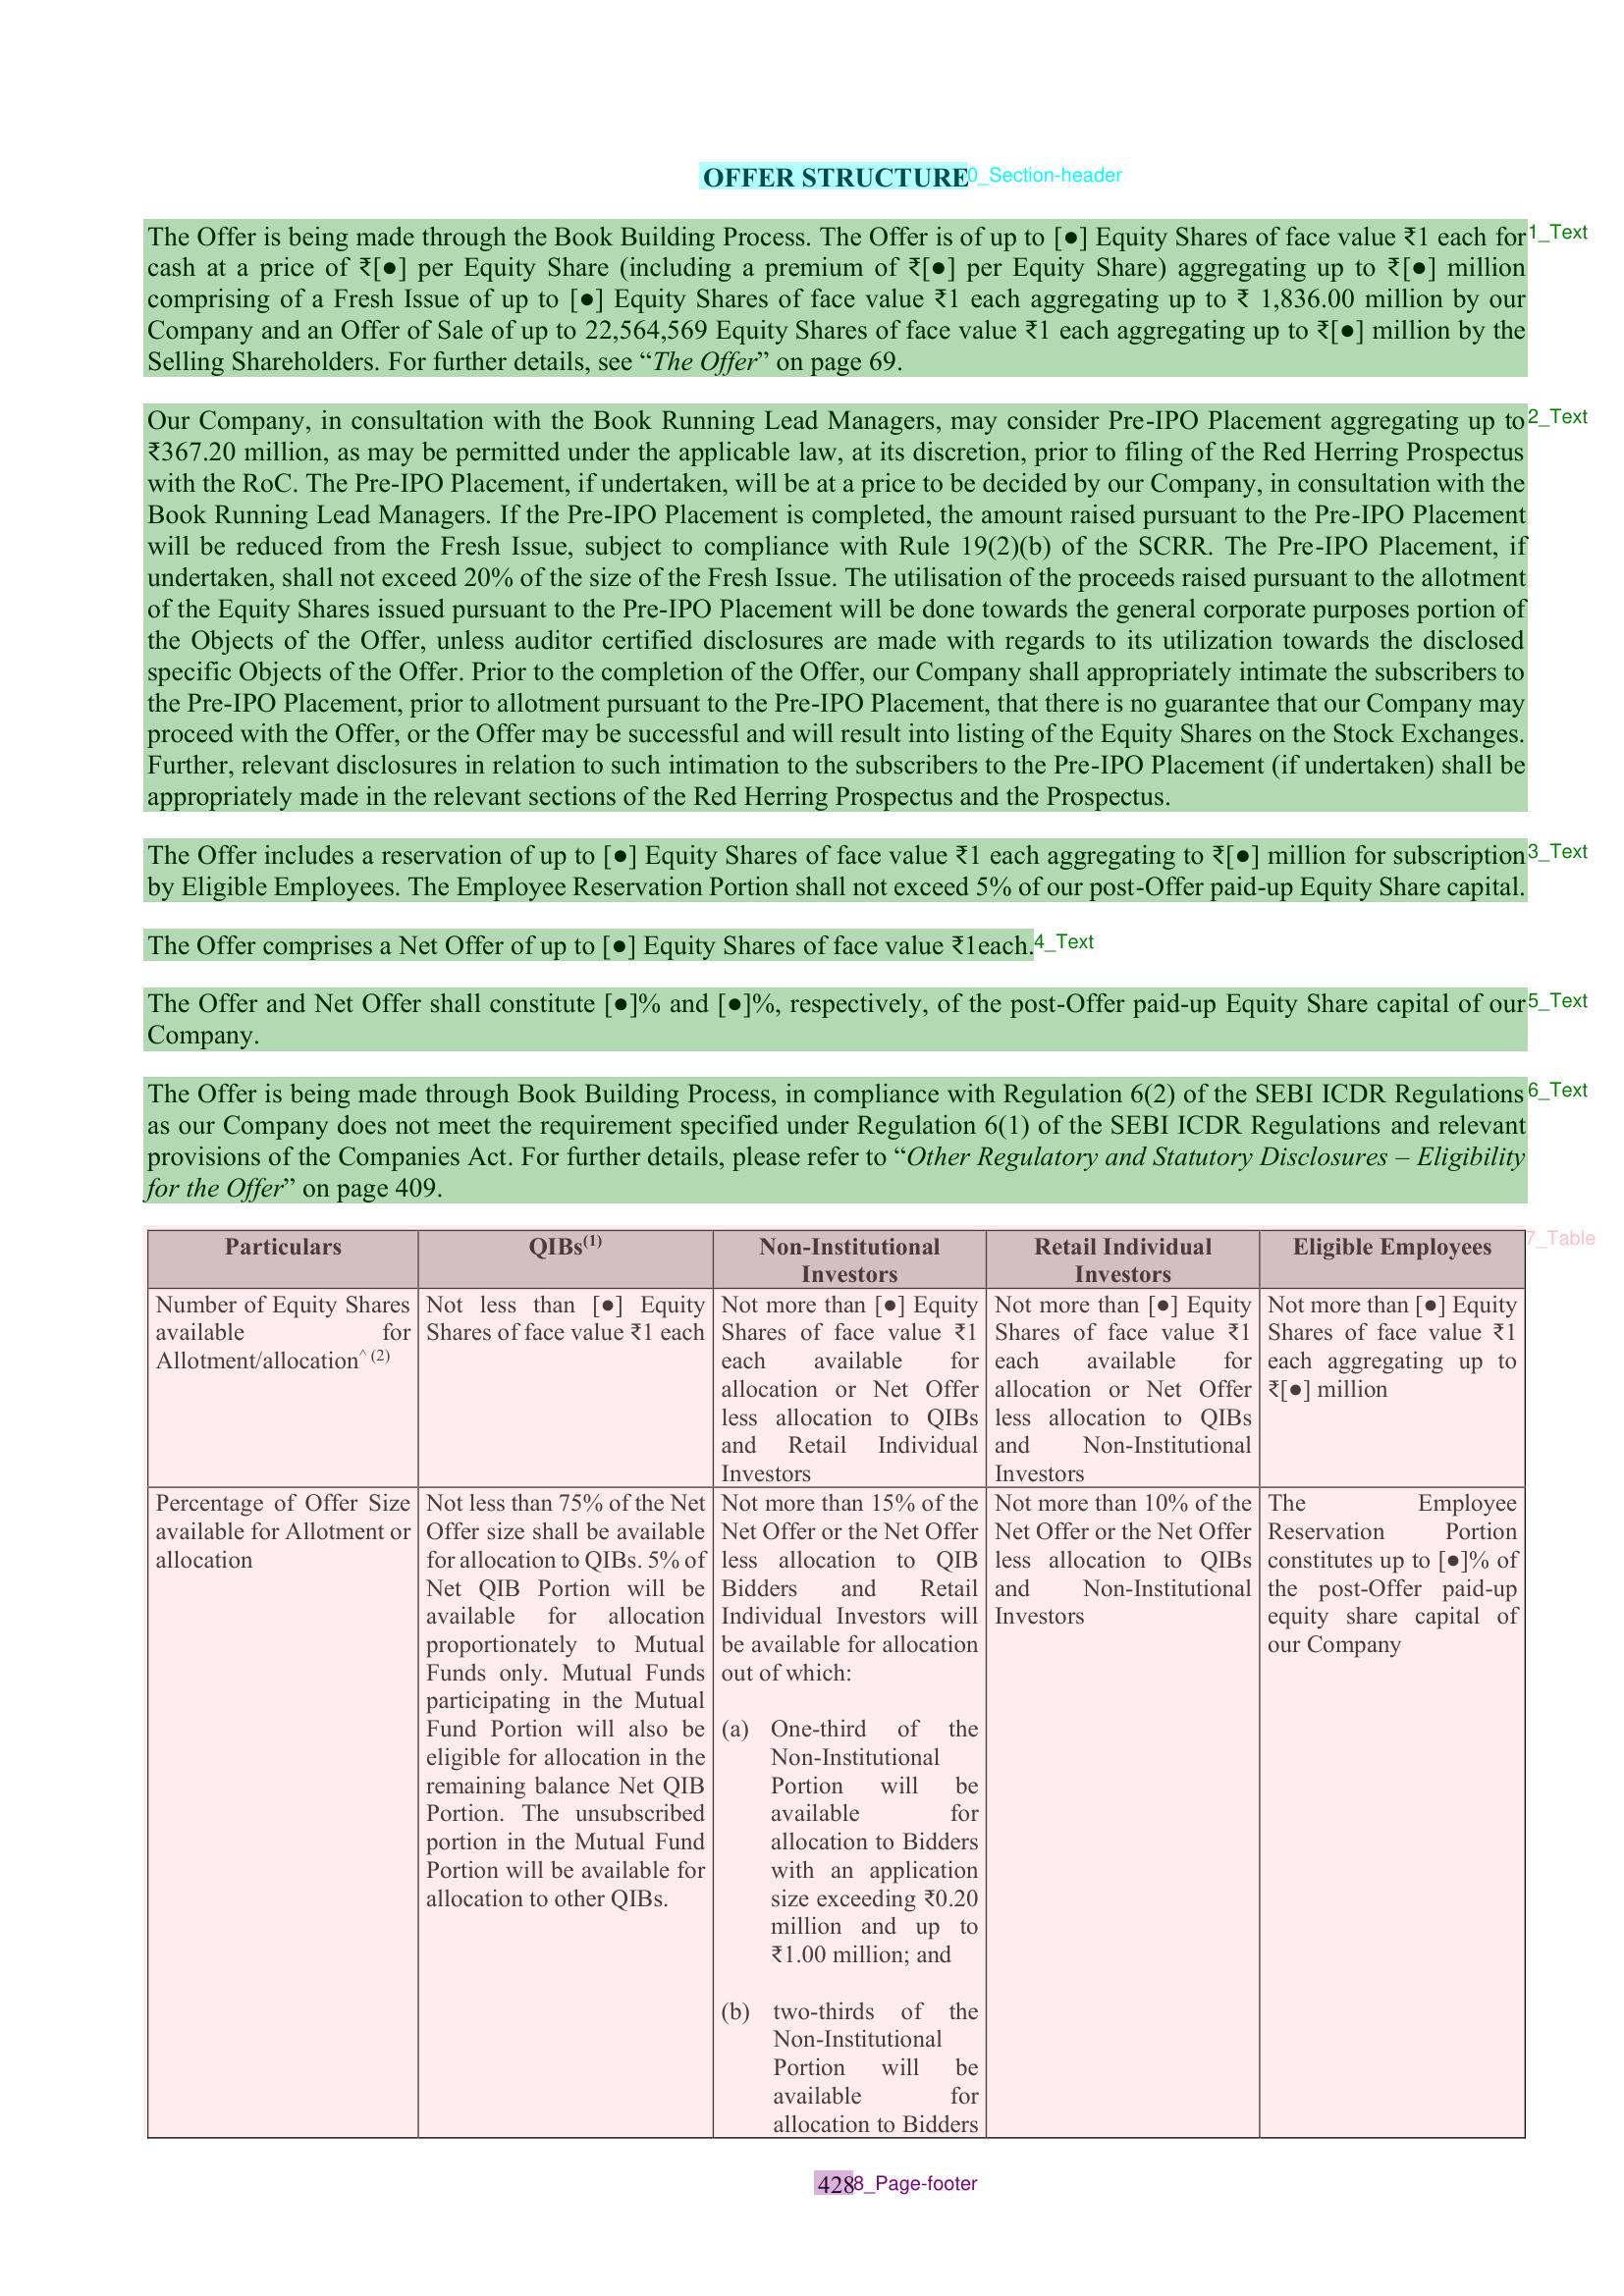 OFFER STRUCTURE
0_Section-header
The Offer is being made through the Book Building Process. The Offer is of up to [●] Equity Shares of face value ₹1 each for
1_Text
cash at a price of ₹[●] per Equity Share (including a premium of ₹[●] per Equity Share) aggregating up to ₹[●] million
comprising of a Fresh Issue of up to [●] Equity Shares of face value ₹1 each aggregating up to ₹ 1,836.00 million by our
Company and an Offer of Sale of up to 22,564,569 Equity Shares of face value ₹1 each aggregating up to ₹[●] million by the
Selling Shareholders. For further details, see “The Offer” on page 69.
Our Company, in consultation with the Book Running Lead Managers, may consider Pre-IPO Placement aggregating up to
2_Text
₹367.20 million, as may be permitted under the applicable law, at its discretion, prior to filing of the Red Herring Prospectus
with the RoC. The Pre-IPO Placement, if undertaken, will be at a price to be decided by our Company, in consultation with the
Book Running Lead Managers. If the Pre-IPO Placement is completed, the amount raised pursuant to the Pre-IPO Placement
will be reduced from the Fresh Issue, subject to compliance with Rule 19(2)(b) of the SCRR. The Pre-IPO Placement, if
undertaken, shall not exceed 20% of the size of the Fresh Issue. The utilisation of the proceeds raised pursuant to the allotment
of the Equity Shares issued pursuant to the Pre-IPO Placement will be done towards the general corporate purposes portion of
the Objects of the Offer, unless auditor certified disclosures are made with regards to its utilization towards the disclosed
specific Objects of the Offer. Prior to the completion of the Offer, our Company shall appropriately intimate the subscribers to
the Pre-IPO Placement, prior to allotment pursuant to the Pre-IPO Placement, that there is no guarantee that our Company may
proceed with the Offer, or the Offer may be successful and will result into listing of the Equity Shares on the Stock Exchanges.
Further, relevant disclosures in relation to such intimation to the subscribers to the Pre-IPO Placement (if undertaken) shall be
appropriately made in the relevant sections of the Red Herring Prospectus and the Prospectus.
The Offer includes a reservation of up to [●] Equity Shares of face value ₹1 each aggregating to ₹[●] million for subscription
3_Text
by Eligible Employees. The Employee Reservation Portion shall not exceed 5% of our post-Offer paid-up Equity Share capital.
The Offer comprises a Net Offer of up to [●] Equity Shares of face value ₹1each.
4_Text
The Offer and Net Offer shall constitute [●]% and [●]%, respectively, of the post-Offer paid-up Equity Share capital of our
5_Text
Company.
The Offer is being made through Book Building Process, in compliance with Regulation 6(2) of the SEBI ICDR Regulations
6_Text
as our Company does not meet the requirement specified under Regulation 6(1) of the SEBI ICDR Regulations and relevant
provisions of the Companies Act. For further details, please refer to “Other Regulatory and Statutory Disclosures – Eligibility
for the Offer” on page 409.
7_Table
Particulars
QIBs(1)
Non-Institutional
Investors
Retail Individual
Investors
Eligible Employees
Number of Equity Shares
available for
Allotment/allocation^ (2)
Not less than [●] Equity
Shares of face value ₹1 each
Not more than [●] Equity
Shares of face value ₹1
each available for
allocation or Net Offer
less allocation to QIBs
and Retail Individual
Investors
Not more than [●] Equity
Shares of face value ₹1
each available for
allocation or Net Offer
less allocation to QIBs
and Non-Institutional
Investors
Not more than [●] Equity
Shares of face value ₹1
each aggregating up to
₹[●] million
Percentage of Offer Size
available for Allotment or
allocation
Not less than 75% of the Net
Offer size shall be available
for allocation to QIBs. 5% of
Net QIB Portion will be
available for allocation
proportionately to Mutual
Funds only. Mutual Funds
participating in the Mutual
Fund Portion will also be
eligible for allocation in the
remaining balance Net QIB
Portion. The unsubscribed
portion in the Mutual Fund
Portion will be available for
allocation to other QIBs.
Not more than 15% of the
Net Offer or the Net Offer
less allocation to QIB
Bidders and Retail
Individual Investors will
be available for allocation
out of which:
(a) One-third of the
Non-Institutional
Portion will be
available for
allocation to Bidders
with an application
size exceeding ₹0.20
million and up to
₹1.00 million; and
(b) two-thirds of the
Non-Institutional
Portion will be
available for
allocation to Bidders
Not more than 10% of the
Net Offer or the Net Offer
less allocation to QIBs
and Non-Institutional
Investors
The Employee
Reservation Portion
constitutes up to [●]% of
the post-Offer paid-up
equity share capital of
our Company
428
8_Page-footer